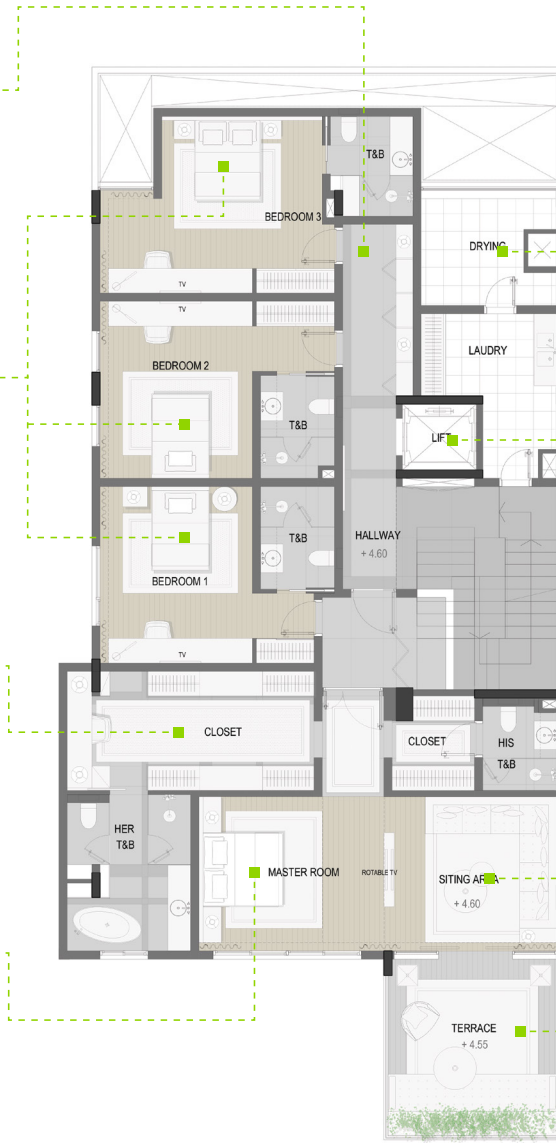 T&B
BEDROOM 3
DRYING
TV
TV
LAUDRY
BEDROOM 2
T&B
LIFT
HALLWAY
+ 4.60
T&B
BEDROOM 1
TV
CLOSET
CLOSET
HIS
T&B
HER
T&B
MASTER ROOM
ROTABLE TV
SITING AREA
+ 4.60
TERRACE
+ 4.55